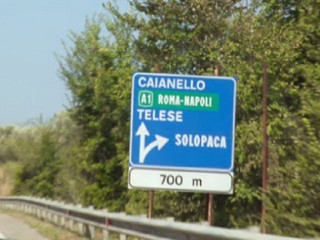 CAIANELLO
A1 ROMA-NAPOLI
TELESE
SOLOPACA
700 m